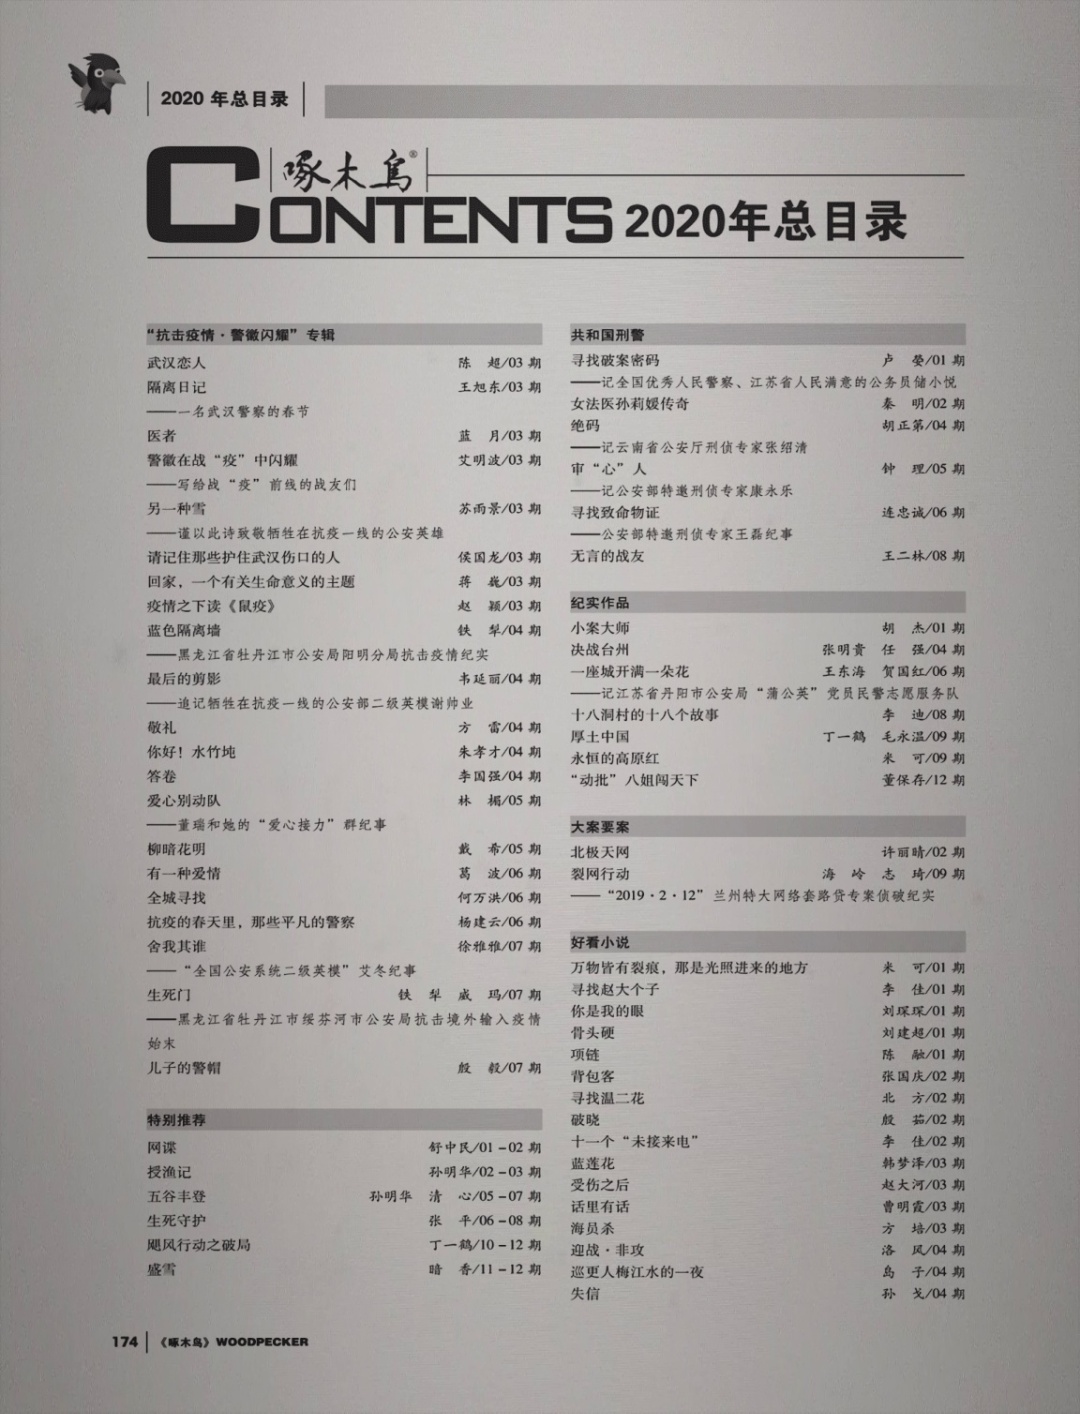 2020 年总目录
啄木鸟®
CONTENTS 2020年总目录
“抗击疫情·警徽闪耀”专辑
武汉恋人 陈 超/03 期
隔离日记 王旭东/03 期
——一名武汉警察的春节
医者 蓝 月/03 期
警徽在战“疫”中闪耀 艾明波/03 期
——写给战“疫”前线的战友们
另一种雪 苏雨景/03 期
——谨以此诗致敬牺牲在抗疫一线的公安英雄
请记住那些护住武汉伤口的人 侯国龙/03 期
回家，一个有关生命意义的主题 蒋 巍/03 期
疫情之下读《鼠疫》 赵 颖/03 期
蓝色隔离墙 铁 犁/04 期
——黑龙江省牡丹江市公安局阳明分局抗击疫情纪实
最后的剪影 韦延丽/04 期
——追记牺牲在抗疫一线的公安部二级英模谢帅业
敬礼 方 雷/04 期
你好！水竹坉 朱孝才/04 期
答卷 李国强/04 期
爱心别动队 林 楣/05 期
——董瑞和她的“爱心接力”群纪事
柳暗花明 戴 希/05 期
有一种爱情 葛 波/06 期
全城寻找 何万洪/06 期
抗疫的春天里，那些平凡的警察 杨建云/06 期
舍我其谁 徐雅雅/07 期
——“全国公安系统二级英模”艾冬纪事
生死门 铁 犁 威 玛/07 期
——黑龙江省牡丹江市绥芬河市公安局抗击境外输入疫情
始末
儿子的警帽 殷 毅/07 期
特别推荐
网谍 舒中民/01－02 期
授渔记 孙明华/02－03 期
五谷丰登 孙明华 清 心/05－07 期
生死守护 张 平/06－08 期
飓风行动之破局 丁一鹤/10－12 期
盛雪 暗 香/11－12 期
共和国刑警
寻找破案密码 卢 嫈/01 期
——记全国优秀人民警察、江苏省人民满意的公务员储小悦
女法医孙莉媛传奇 秦 明/02 期
绝码 胡正第/04 期
——记云南省公安厅刑侦专家张绍清
审“心”人 钟 理/05 期
——记公安部特邀刑侦专家康永乐
寻找致命物证 连忠诚/06 期
——公安部特邀刑侦专家王磊纪事
无言的战友 王二林/08 期
纪实作品
小案大师 胡 杰/01 期
决战台州 张明贵 任 强/04 期
一座城开满一朵花 王东海 贺国红/06 期
——记江苏省丹阳市公安局“蒲公英”党员民警志愿服务队
十八洞村的十八个故事 李 迪/08 期
厚土中国 丁一鹤 毛永温/09 期
永恒的高原红 米 可/09 期
“动批”八姐闯天下 董保存/12 期
大案要案
北极天网 许丽晴/02 期
裂网行动 海 岭 志 琦/09 期
——“2019·2·12”兰州特大网络套路贷专案侦破纪实
好看小说
万物皆有裂痕，那是光照进来的地方 米 可/01 期
寻找赵大个子 李 佳/01 期
你是我的眼 刘琛琛/01 期
骨头硬 刘建超/01 期
项链 陈 融/01 期
背包客 张国庆/02 期
寻找温二花 北 方/02 期
破晓 殷 茹/02 期
十一个“未接来电” 李 佳/02 期
蓝莲花 韩梦泽/03 期
受伤之后 赵大河/03 期
话里有话 曹明霞/03 期
海员杀 方 培/03 期
迎战·非攻 洛 风/04 期
巡更人梅江水的一夜 鸟 子/04 期
失信 孙 戈/04 期
174 《啄木鸟》WOODPECKER